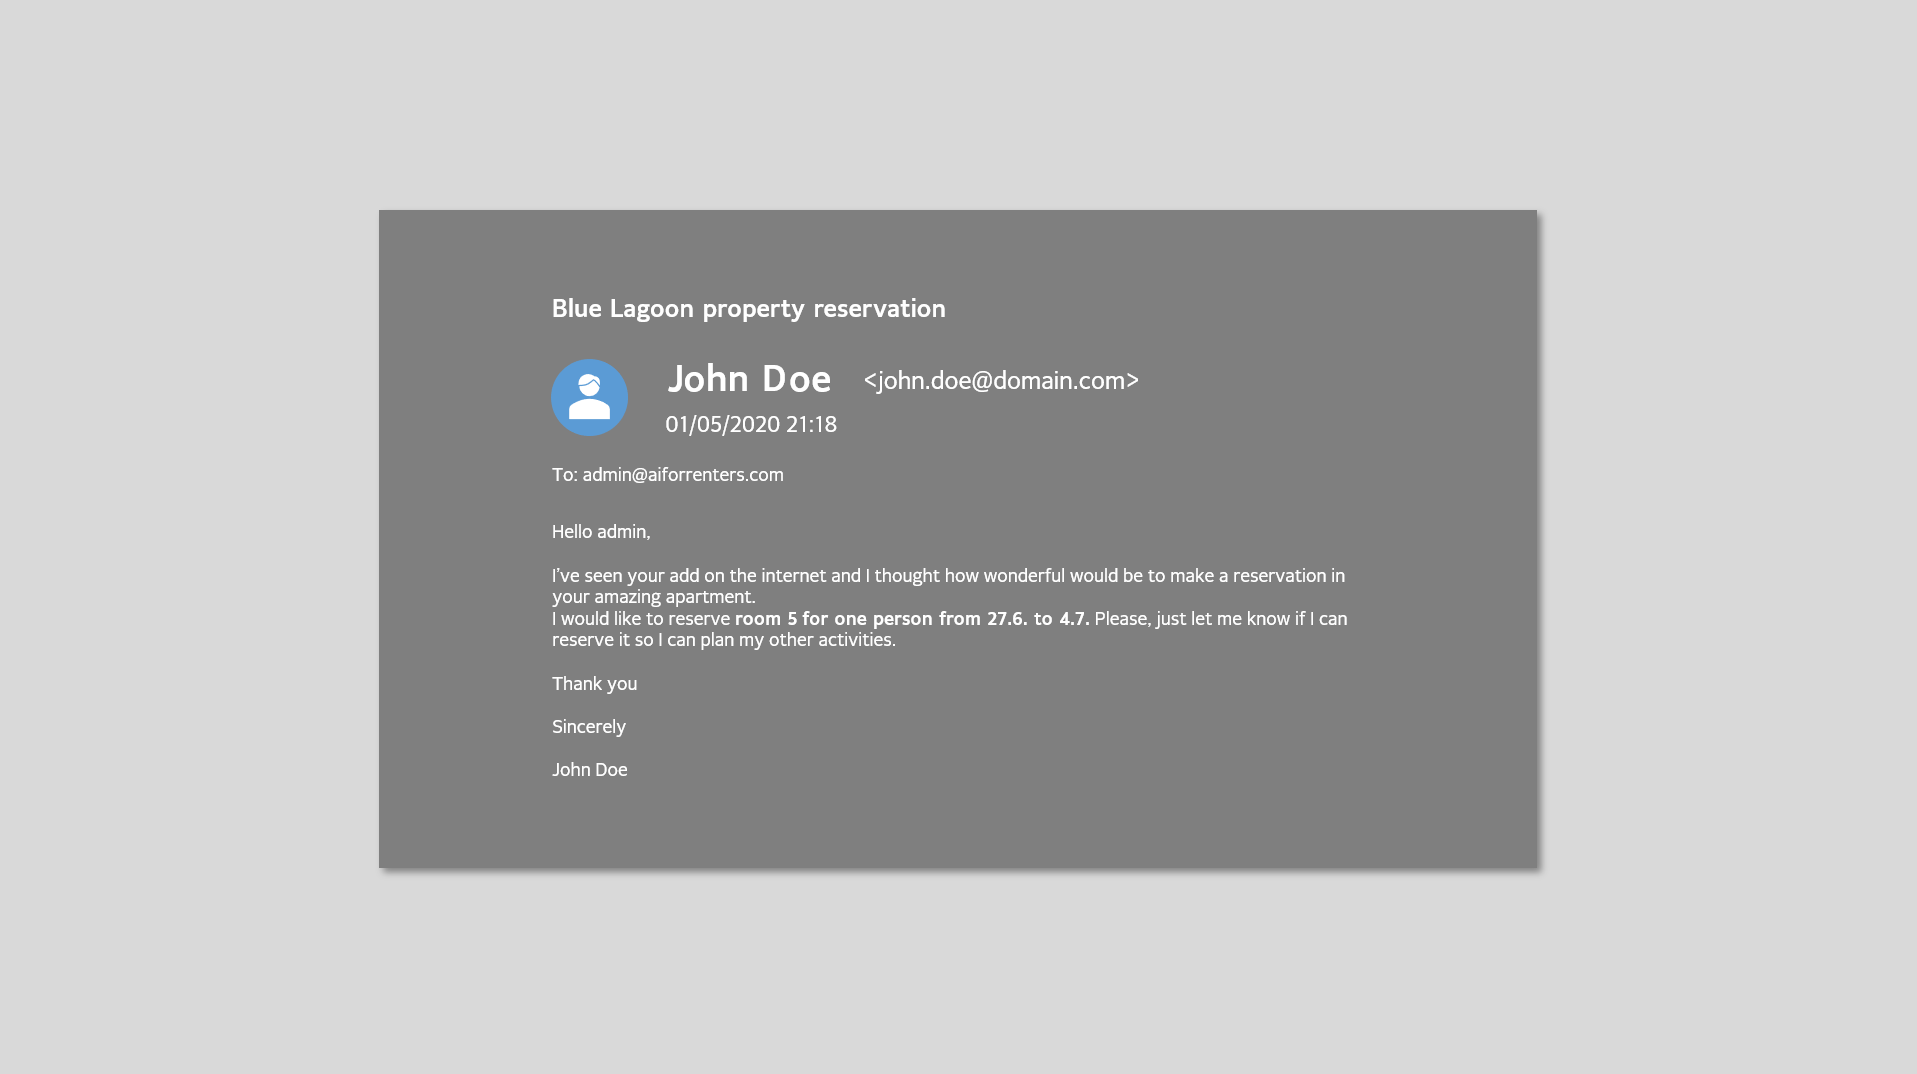 Blue Lagoon property reservation
John Doe <john.doe@domain.com>
01/05/2020 21:18
To: admin@aiforrenters.com
Hello admin,
I've seen your add on the internet and I thought how wonderful would be to make a reservation in
your amazing apartment.
I would like to reserve room 5 for one person from 27.6. to 4.7. Please, just let me know if I can
reserve it so I can plan my other activities.
Thank you
Sincerely
John Doe